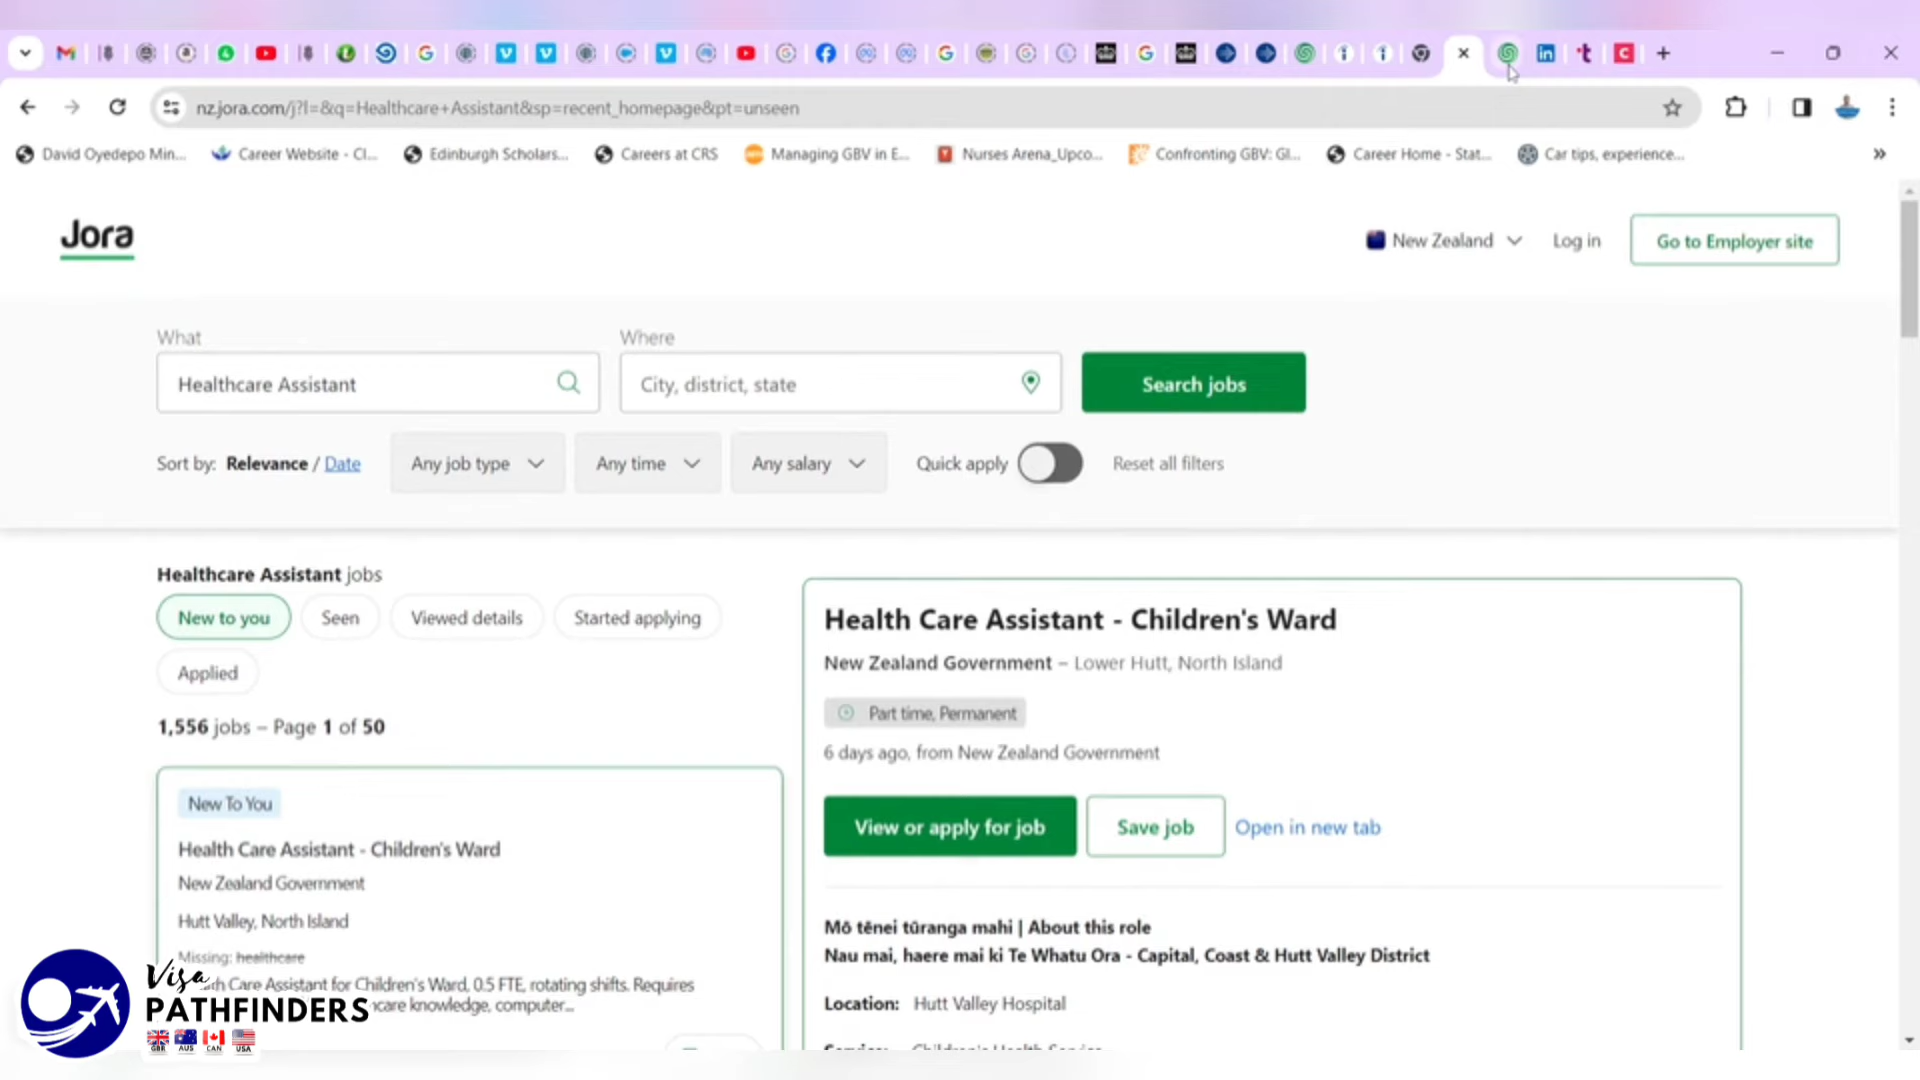 nz.jora.com/j?l=&q=Healthcare+Assistant&sp=recent_homepage&pt=unseen
David Oyedepo Min... Career Website - Cl... Edinburgh Scholars... Careers at CRS Managing GBV in E... Nurses Arena_Upco... Confronting GBV: Gl... Career Home - Stat... Car tips, experience... »
Jora
New Zealand Log in Go to Employer site
What Where
Healthcare Assistant City, district, state Search jobs
Sort by: Relevance / Date Any job type Any time Any salary Quick apply Reset all filters
Healthcare Assistant jobs
New to you Seen Viewed details Started applying
Applied
1,556 jobs – Page 1 of 50
New To You
Health Care Assistant - Children's Ward
New Zealand Government
Hutt Valley, North Island
Missing: healthcare
Care Assistant for Children's Ward, 0.5 FTE, rotating shifts. Requires
knowledge, computer...
Health Care Assistant - Children's Ward
New Zealand Government – Lower Hutt, North Island
Part time, Permanent
6 days ago, from New Zealand Government
View or apply for job Save job Open in new tab
Mō tēnei tūranga mahi | About this role
Nau mai, haere mai ki Te Whatu Ora - Capital, Coast & Hutt Valley District
Location: Hutt Valley Hospital
Service: Children's Health Service
Visa
PATHFINDERS
GBR AUS CAN USA